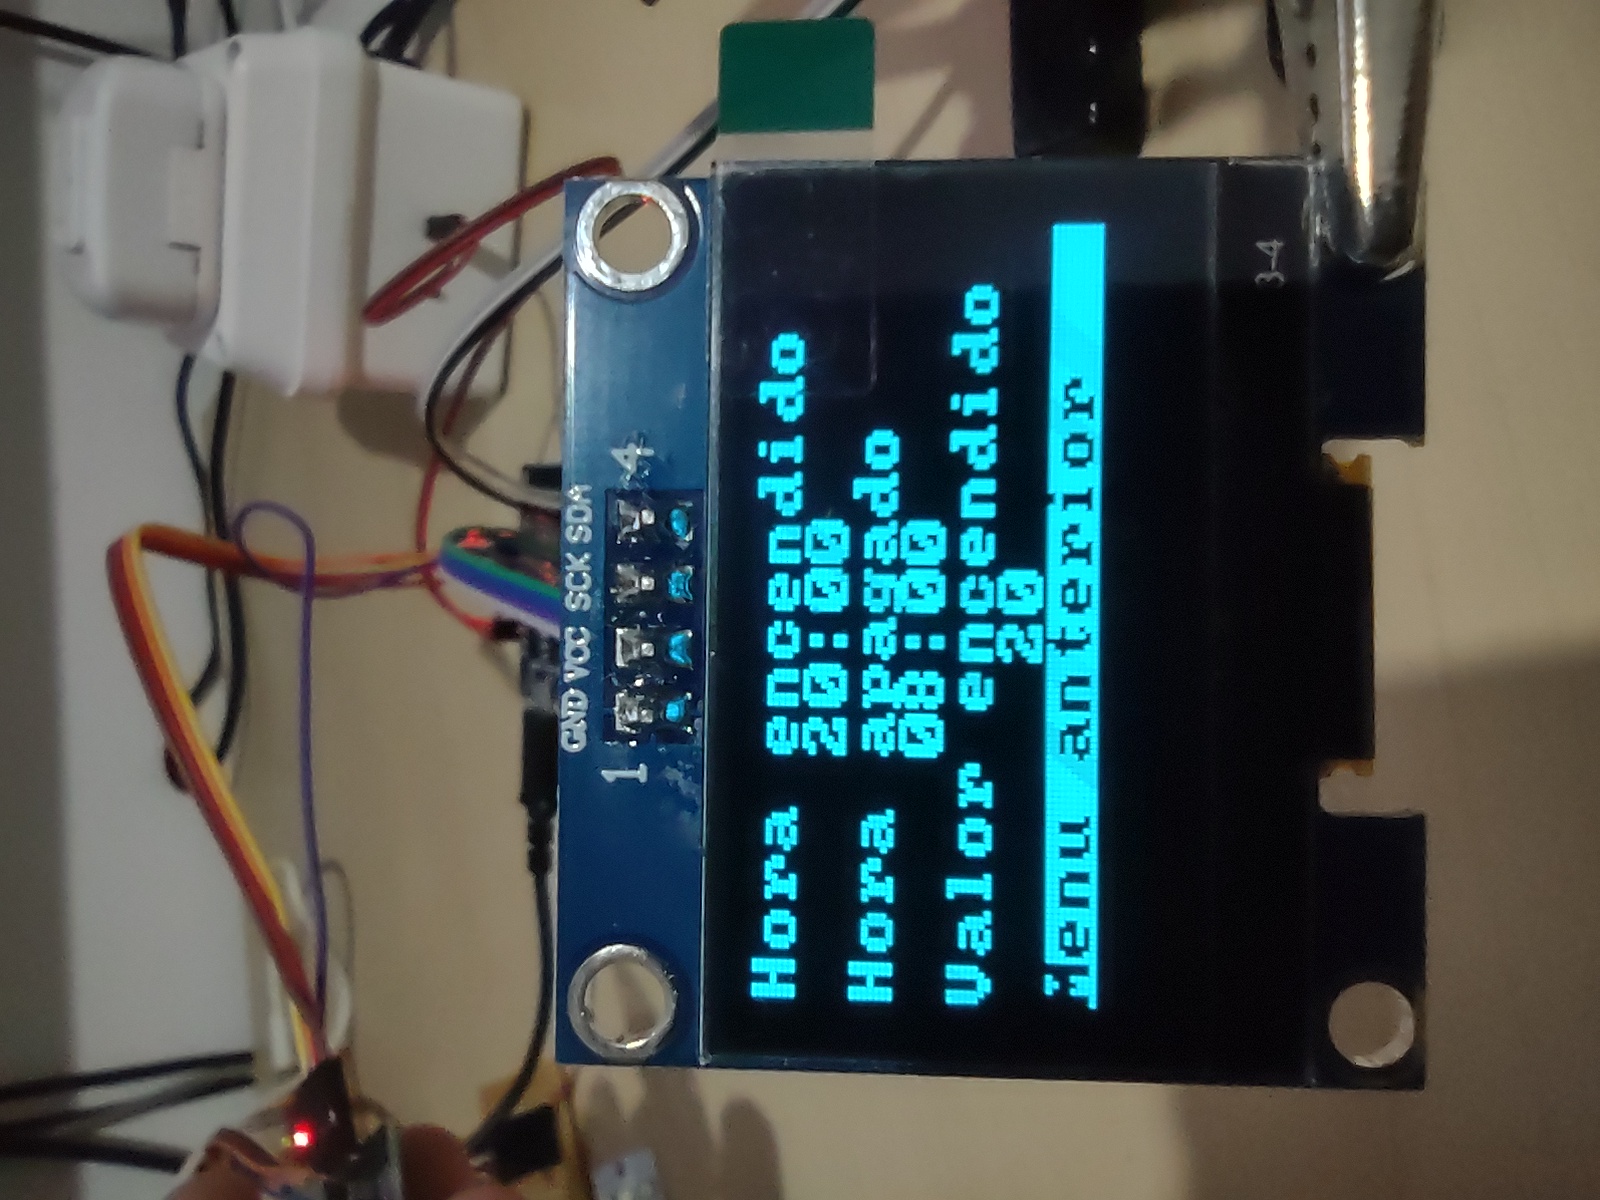 GND VCC SCK SDA
1 4
Hora encendido
20:00
Hora apagado
08:00
Valor encendido
20
Menu anterior
3-4